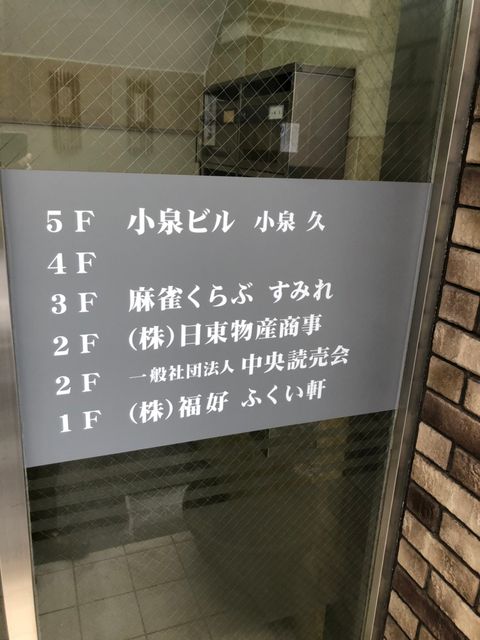 5F 小泉ビル 小泉 久
4F
3F 麻雀くらぶ すみれ
2F (株)日東物産商事
2F 一般社団法人 中央読売会
1F (株)福好 ふくい軒